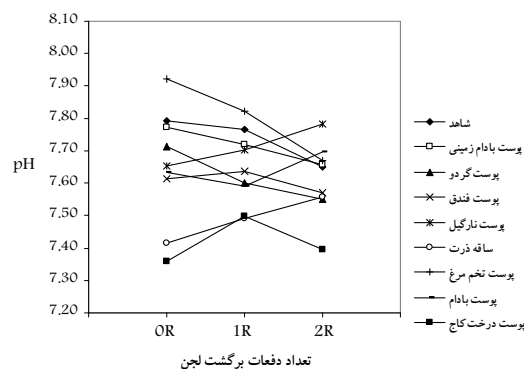 8.10
8.00
7.90
7.80
7.70
7.60
7.50
7.40
7.30
7.20
pH
0R 1R 2R
تعداد دفعات برگشت لجن
شاهد
پوست بادام زمینی
پوست گردو
پوست فندق
پوست نارگیل
ساقه ذرت
پوست تخم مرغ
پوست بادام
پوست درخت کاج